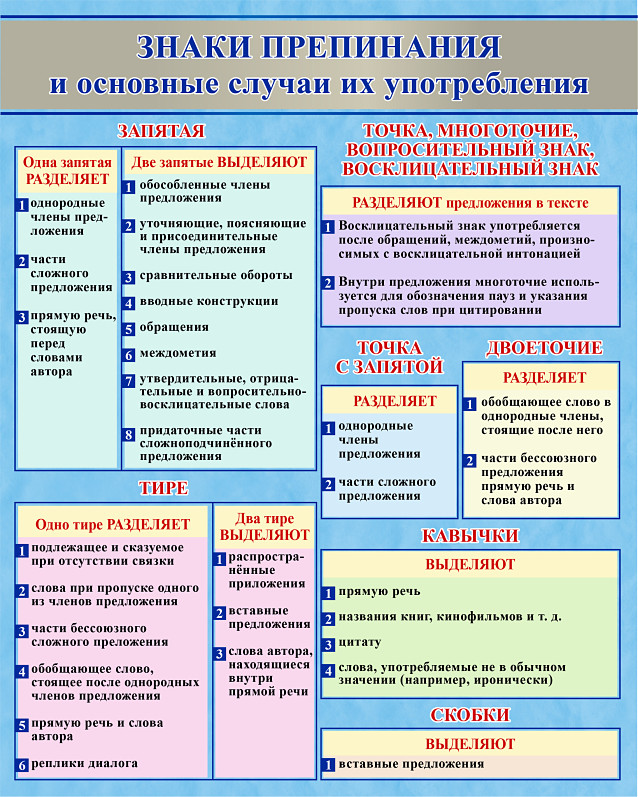 ЗНАКИ ПРЕПИНАНИЯ
и основные случаи их употребления
ЗАПЯТАЯ
Одна запятая
РАЗДЕЛЯЕТ
1 однородные
члены пред-
ложения
2 части
сложного
предложения
3 прямую речь,
стоящую
перед
словами
автора
Две запятые ВЫДЕЛЯЮТ
1 обособленные члены
предложения
2 уточняющие, поясняющие
и присоединительные
члены предложения
3 сравнительные обороты
4 вводные конструкции
5 обращения
6 междометия
7 утвердительные, отрица-
тельные и вопросительно-
восклицательные слова
8 придаточные части
сложноподчинённого
предложения
ТОЧКА, МНОГОТОЧИЕ,
ВОПРОСИТЕЛЬНЫЙ ЗНАК,
ВОСКЛИЦАТЕЛЬНЫЙ ЗНАК
РАЗДЕЛЯЮТ предложения в тексте
1 Восклицательный знак употребляется
после обращений, междометий, произно-
симых с восклицательной интонацией
2 Внутри предложения многоточие исполь-
зуется для обозначения пауз и указания
пропуска слов при цитировании
ТОЧКА
С ЗАПЯТОЙ
РАЗДЕЛЯЕТ
1 однородные
члены
предложения
2 части сложного
предложения
ДВОЕТОЧИЕ
РАЗДЕЛЯЕТ
1 обобщающее слово и
однородные члены,
стоящие после него
2 части бессоюзного
предложения
прямую речь и
слова автора
ТИРЕ
Одно тире РАЗДЕЛЯЕТ
1 подлежащее и сказуемое
при отсутствии связки
2 слова при пропуске одного
из членов предложения
3 части бессоюзного
сложного преложения
4 обобщающее слово,
стоящее после однородных
членов предложения
5 прямую речь и слова
автора
6 реплики диалога
Два тире
ВЫДЕЛЯЮТ
1 распростра-
нённые
приложения
2 вставные
предложения
3 слова автора,
находящиеся
внутри
прямой речи
КАВЫЧКИ
ВЫДЕЛЯЮТ
1 прямую речь
2 названия книг, кинофильмов и т. д.
3 цитату
4 слова, употребляемые не в обычном
значении (например, иронически)
СКОБКИ
ВЫДЕЛЯЮТ
1 вставные предложения